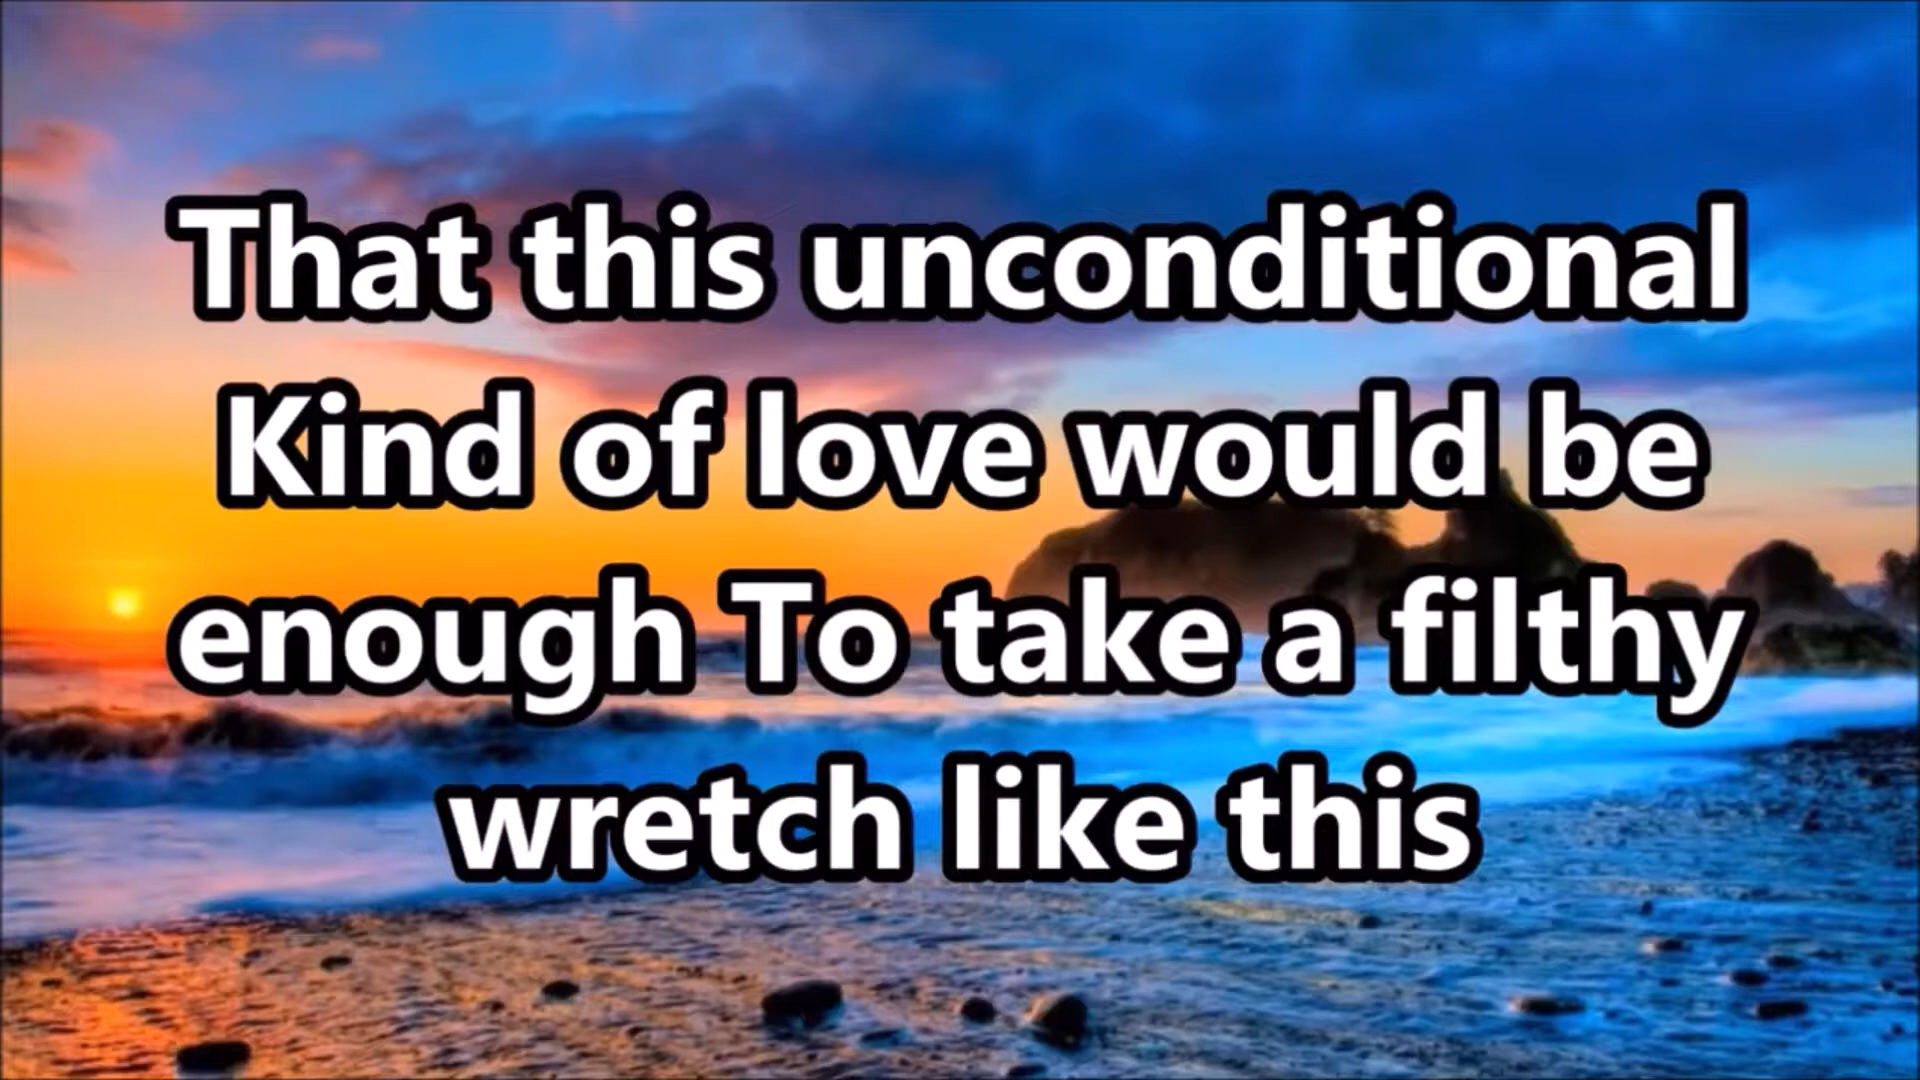 That this unconditional
Kind of love would be
enough To take a filthy
wretch like this